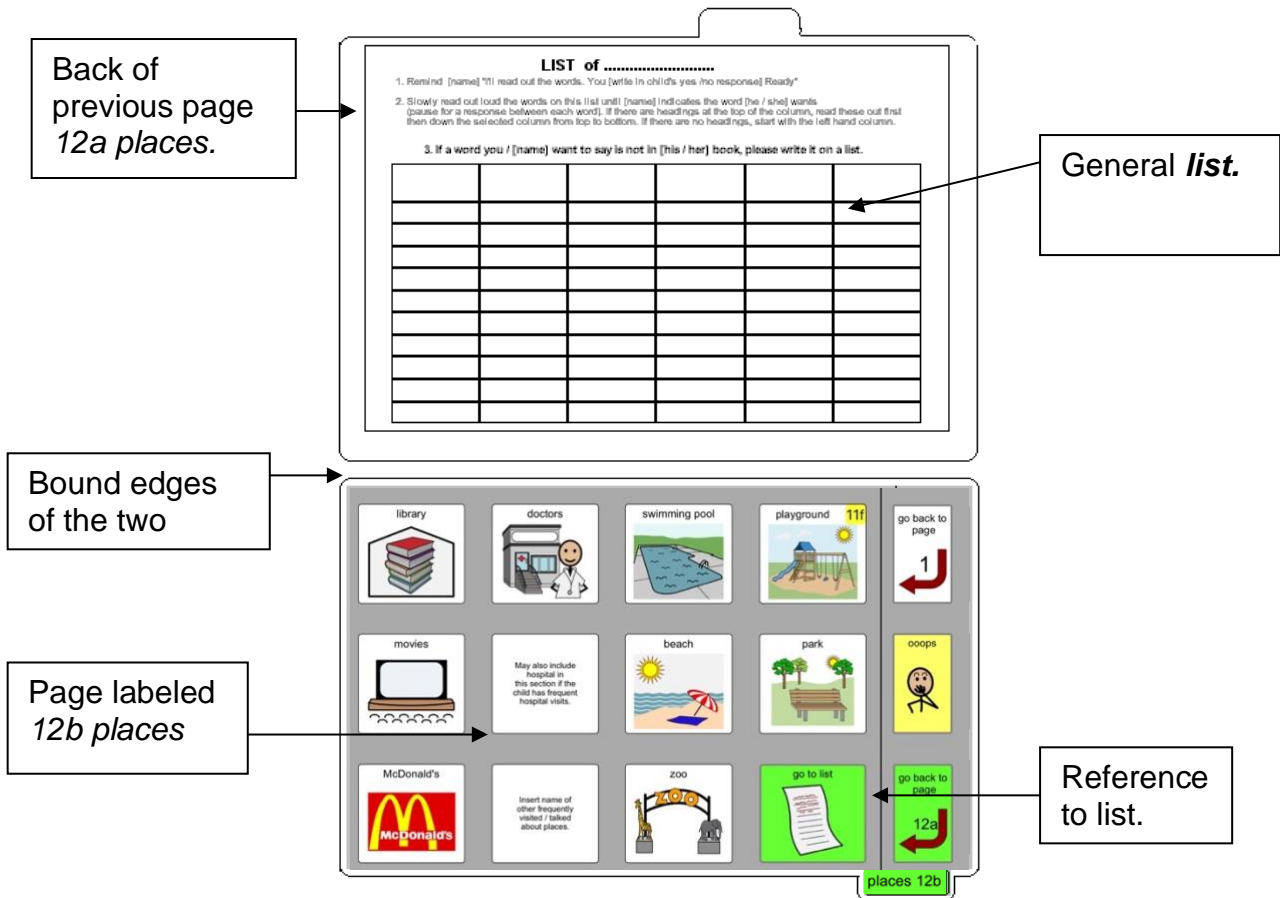 Back of
previous page
12a places.
LIST of ..........................
1. Remind [name] "I'll read out the words. You [write in child's yes /no response] Ready"
2. Slowly read out loud the words on this list until [name] indicates the word [he / she] wants
(pause for a response between each word). If there are headings at the top of the column, read these out first
then down the selected column from top to bottom. If there are no headings, start with the left hand column.
3. If a word you / [name] want to say is not in [his / her] book, please write it on a list.
General list.
Bound edges
of the two
library
doctors
swimming pool
playground 11f
go back to
page
1
movies
May also include
hospital in
this section if the
child has frequent
hospital visits.
beach
park
ooops
Page labeled
12b places
McDonald's
McDonald's
Insert name of
other frequently
visited / talked
about places.
zoo
ZOO
go to list
go back to
page
12a
Reference
to list.
places 12b